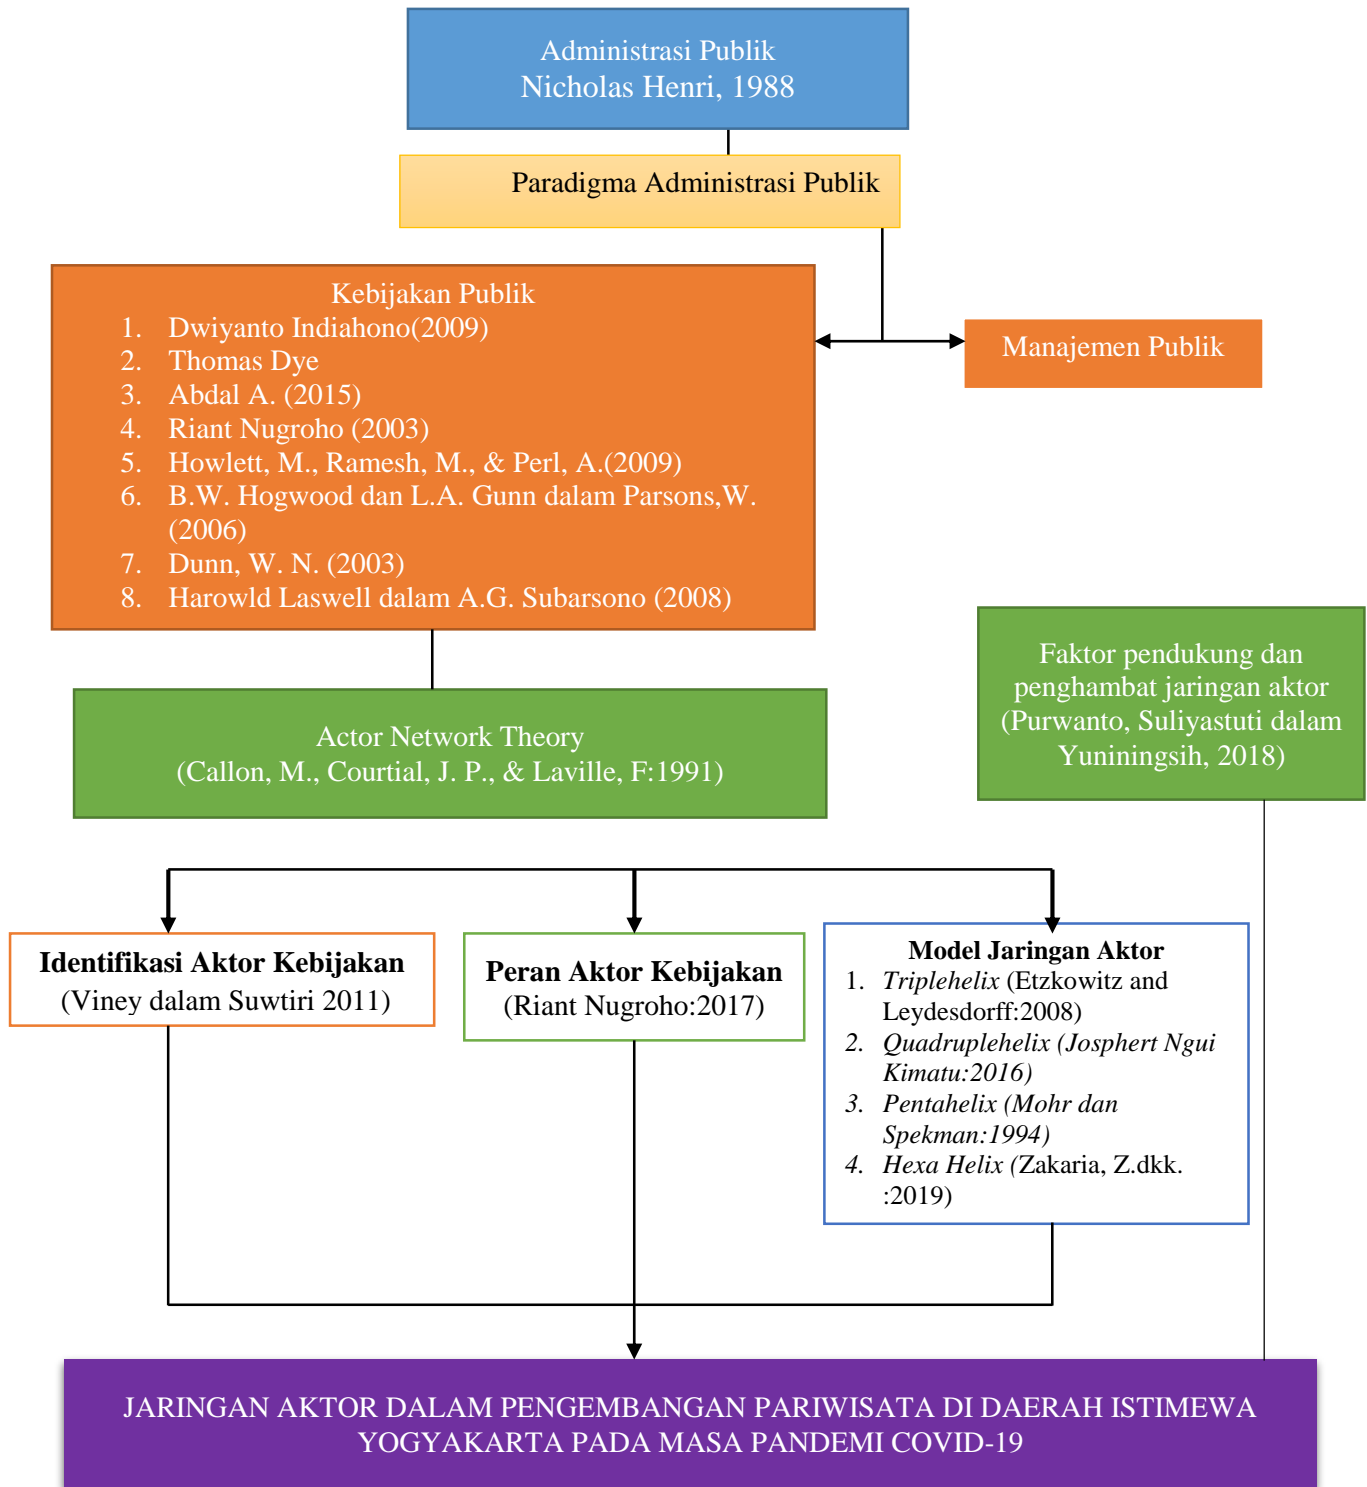 Administrasi Publik
Nicholas Henri, 1988
Paradigma Administrasi Publik
Kebijakan Publik
1. Dwiyanto Indiahono(2009)
2. Thomas Dye
3. Abdal A. (2015)
4. Riant Nugroho (2003)
5. Howlett, M., Ramesh, M., & Perl, A.(2009)
6. B.W. Hogwood dan L.A. Gunn dalam Parsons,W.
(2006)
7. Dunn, W. N. (2003)
8. Harowld Laswell dalam A.G. Subarsono (2008)
Manajemen Publik
Faktor pendukung dan
penghambat jaringan aktor
(Purwanto, Suliyastuti dalam
Yuniningsih, 2018)
Actor Network Theory
(Callon, M., Courtial, J. P., & Laville, F:1991)
Identifikasi Aktor Kebijakan
(Viney dalam Suwtiri 2011)
Peran Aktor Kebijakan
(Riant Nugroho:2017)
Model Jaringan Aktor
1. Triplehelix (Etzkowitz and
Leydesdorff:2008)
2. Quadruplehelix (Josphert Ngui
Kimatu:2016)
3. Pentahelix (Mohr dan
Spekman:1994)
4. Hexa Helix (Zakaria, Z.dkk.
:2019)
JARINGAN AKTOR DALAM PENGEMBANGAN PARIWISATA DI DAERAH ISTIMEWA
YOGYAKARTA PADA MASA PANDEMI COVID-19